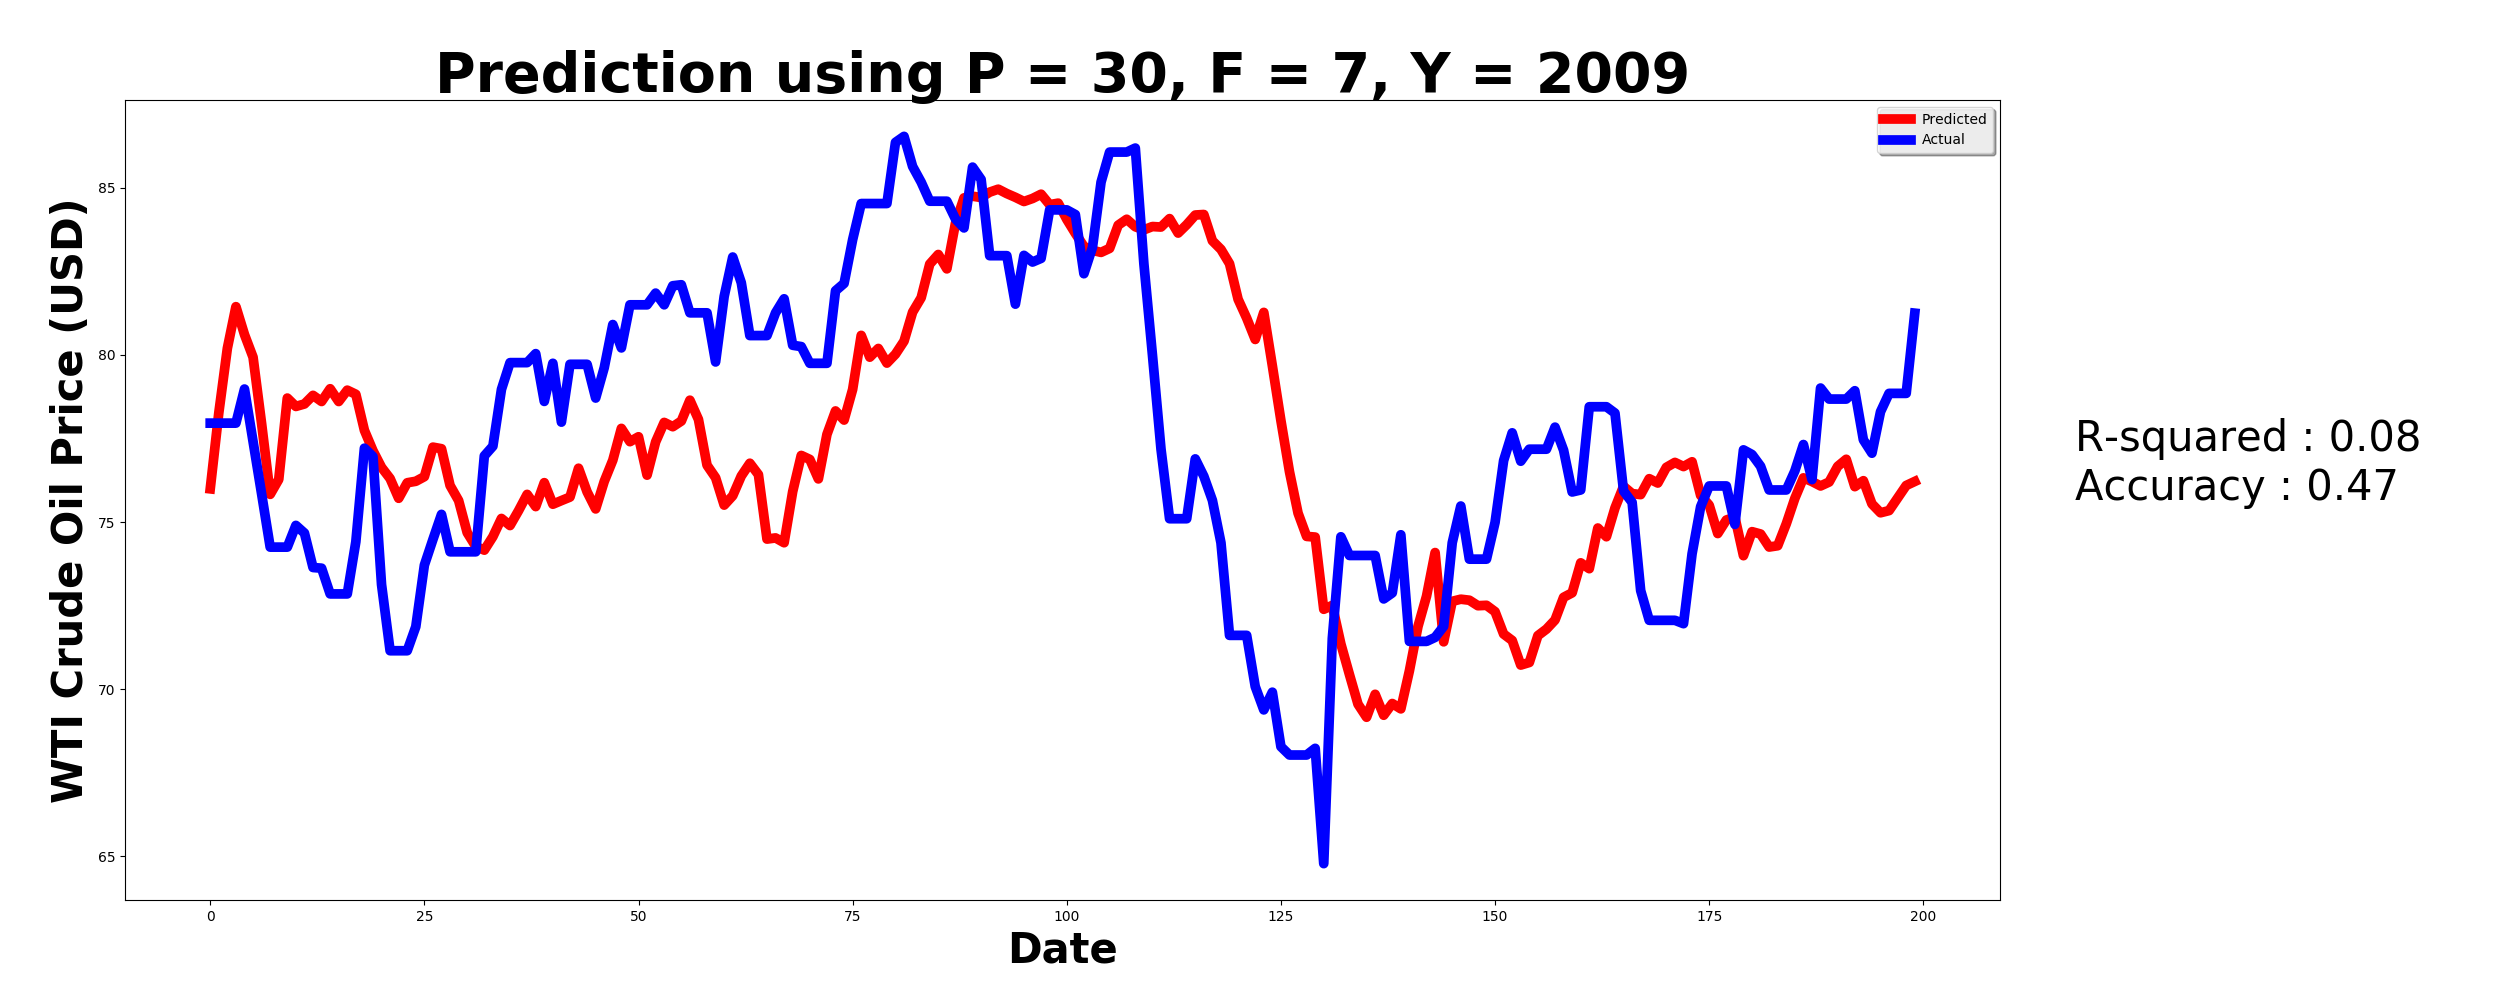 Prediction using P = 30, F = 7, Y = 2009
Predicted
Actual
WTI Crude Oil Price (USD)
85
80
75
70
65
0 25 50 75 100 125 150 175 200
Date
R-squared : 0.08
Accuracy : 0.47